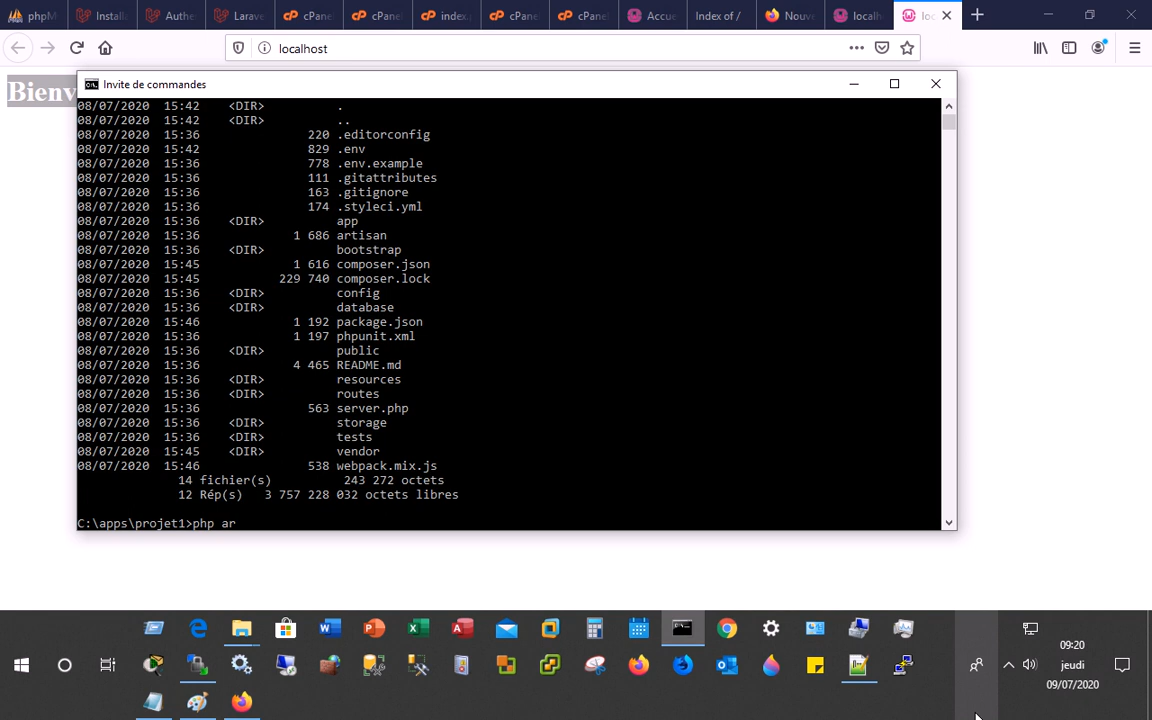 phpM
Install
Authe
Larave
cPane
cPane
index.
cPane
cPane
Accue
Index of /
Nouv
localh
loc
localhost
Bienv
Invite de commandes
08/07/2020 15:42 <DIR> .
08/07/2020 15:42 <DIR> ..
08/07/2020 15:36 220 .editorconfig
08/07/2020 15:42 829 .env
08/07/2020 15:36 778 .env.example
08/07/2020 15:36 111 .gitattributes
08/07/2020 15:36 163 .gitignore
08/07/2020 15:36 174 .styleci.yml
08/07/2020 15:36 <DIR> app
08/07/2020 15:36 1 686 artisan
08/07/2020 15:36 <DIR> bootstrap
08/07/2020 15:45 1 616 composer.json
08/07/2020 15:45 229 740 composer.lock
08/07/2020 15:36 <DIR> config
08/07/2020 15:36 <DIR> database
08/07/2020 15:46 1 192 package.json
08/07/2020 15:36 1 197 phpunit.xml
08/07/2020 15:36 <DIR> public
08/07/2020 15:36 4 465 README.md
08/07/2020 15:36 <DIR> resources
08/07/2020 15:36 <DIR> routes
08/07/2020 15:36 563 server.php
08/07/2020 15:36 <DIR> storage
08/07/2020 15:36 <DIR> tests
08/07/2020 15:45 <DIR> vendor
08/07/2020 15:46 538 webpack.mix.js
14 fichier(s) 243 272 octets
12 Rép(s) 3 757 228 032 octets libres
C:\apps\projet1>php ar
09:20
jeudi
09/07/2020